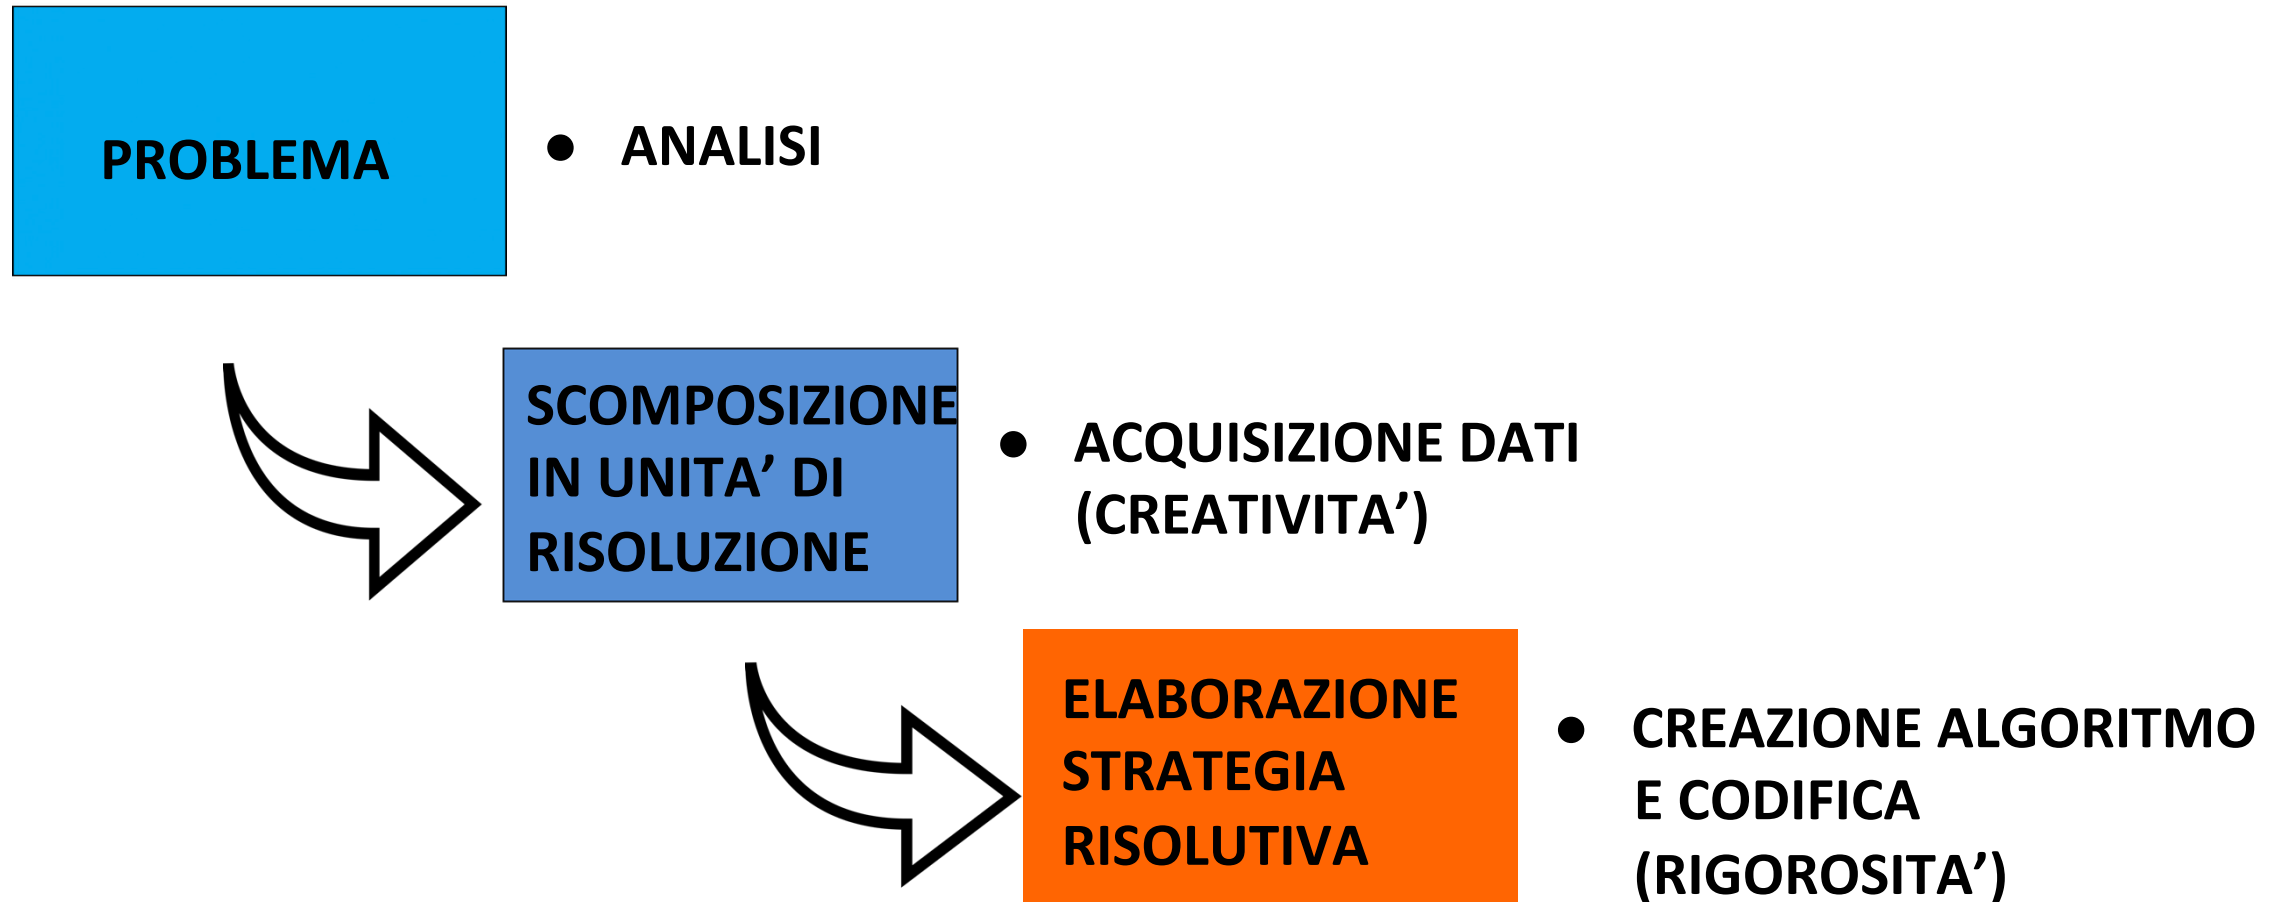 PROBLEMA
● ANALISI
SCOMPOSIZIONE
IN UNITA’ DI
RISOLUZIONE
● ACQUISIZIONE DATI
(CREATIVITA’)
ELABORAZIONE
STRATEGIA
RISOLUTIVA
● CREAZIONE ALGORITMO
E CODIFICA
(RIGOROSITA’)